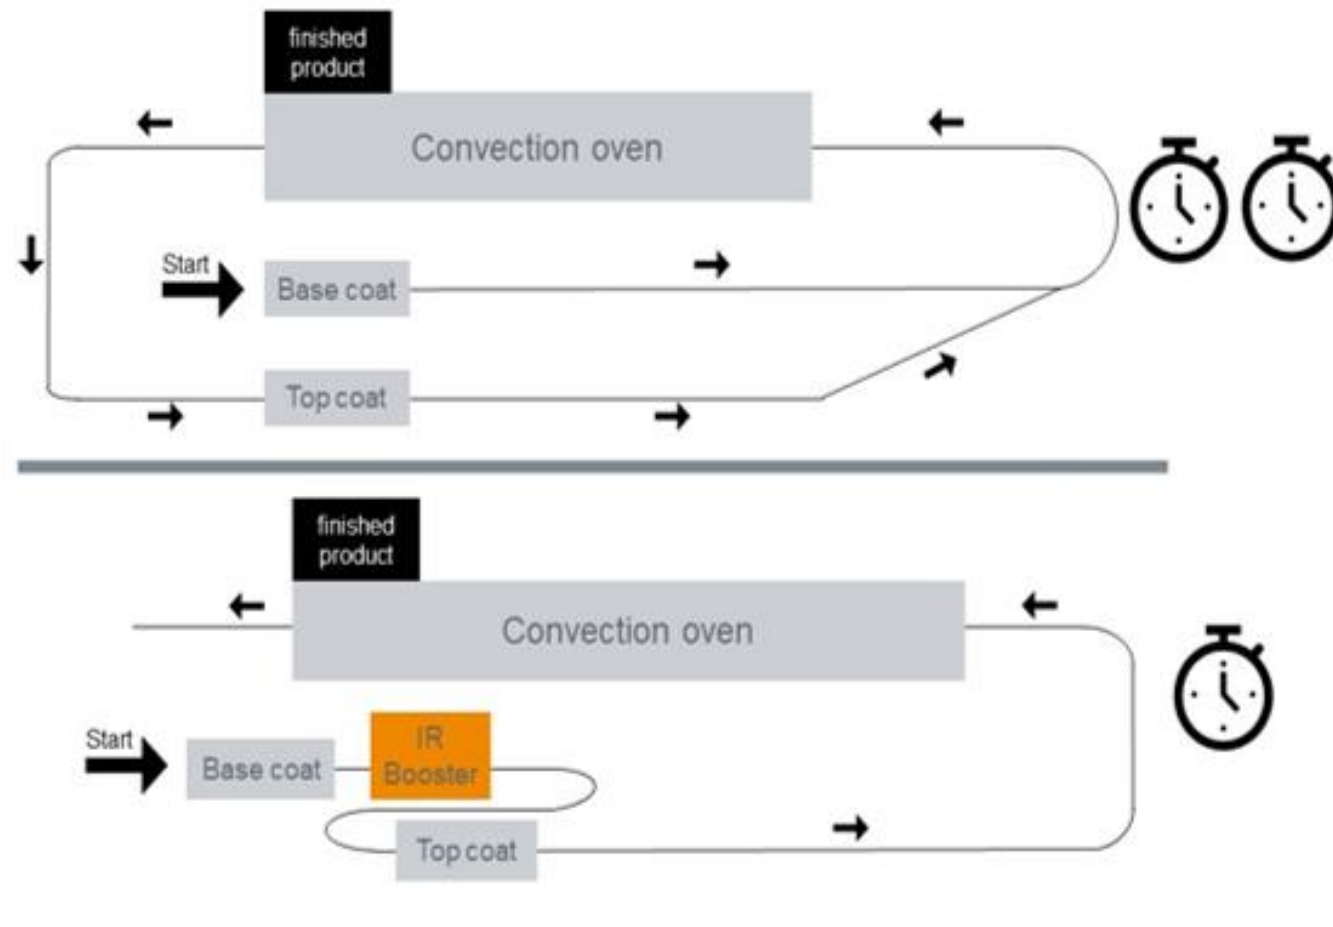 finished
product
Convection oven
Start
Base coat
Top coat
finished
product
Convection oven
Start
Base coat
IR
Booster
Top coat